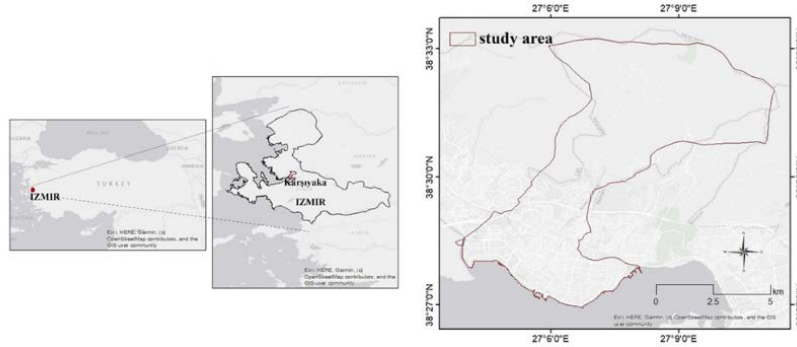 TURKEY
IZMIR
Esri, HERE, Garmin, (c)
OpenStreetMap contributors, and the
GIS user community
Karşıyaka
IZMIR
Esri, HERE, Garmin, (c)
OpenStreetMap contributors, and the
GIS user community
27°6'0"E 27°9'0"E
study area
38°33'0"N
38°30'0"N
38°27'0"N
0 2.5 5
km
Esri, HERE, Garmin, (c) OpenStreetMap contributors, and the GIS
user community
27°6'0"E 27°9'0"E